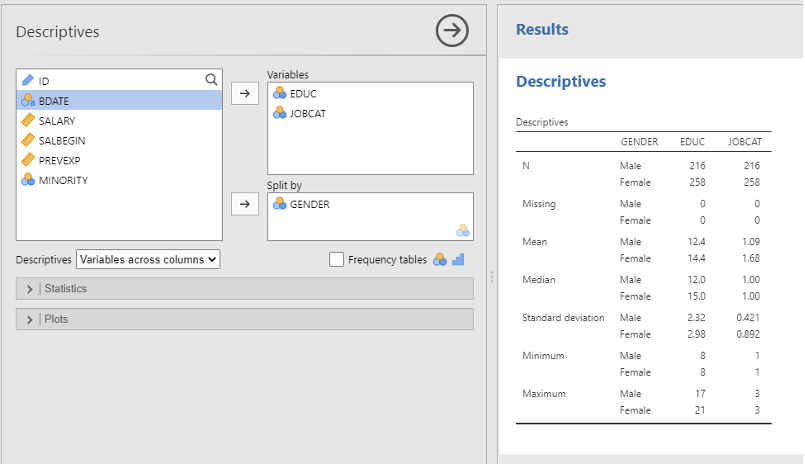 Descriptives
ID
BDATE
SALARY
SALBEGIN
PREVEXP
MINORITY
Variables
EDUC
JOBCAT
Split by
GENDER
Descriptives Variables across columns
Frequency tables
Statistics
Plots
Results
Descriptives
Descriptives
GENDER EDUC JOBCAT
N Male 216 216
Female 258 258
Missing Male 0 0
Female 0 0
Mean Male 12.4 1.09
Female 14.4 1.68
Median Male 12.0 1.00
Female 15.0 1.00
Standard deviation Male 2.32 0.421
Female 2.98 0.892
Minimum Male 8 1
Female 8 1
Maximum Male 17 3
Female 21 3